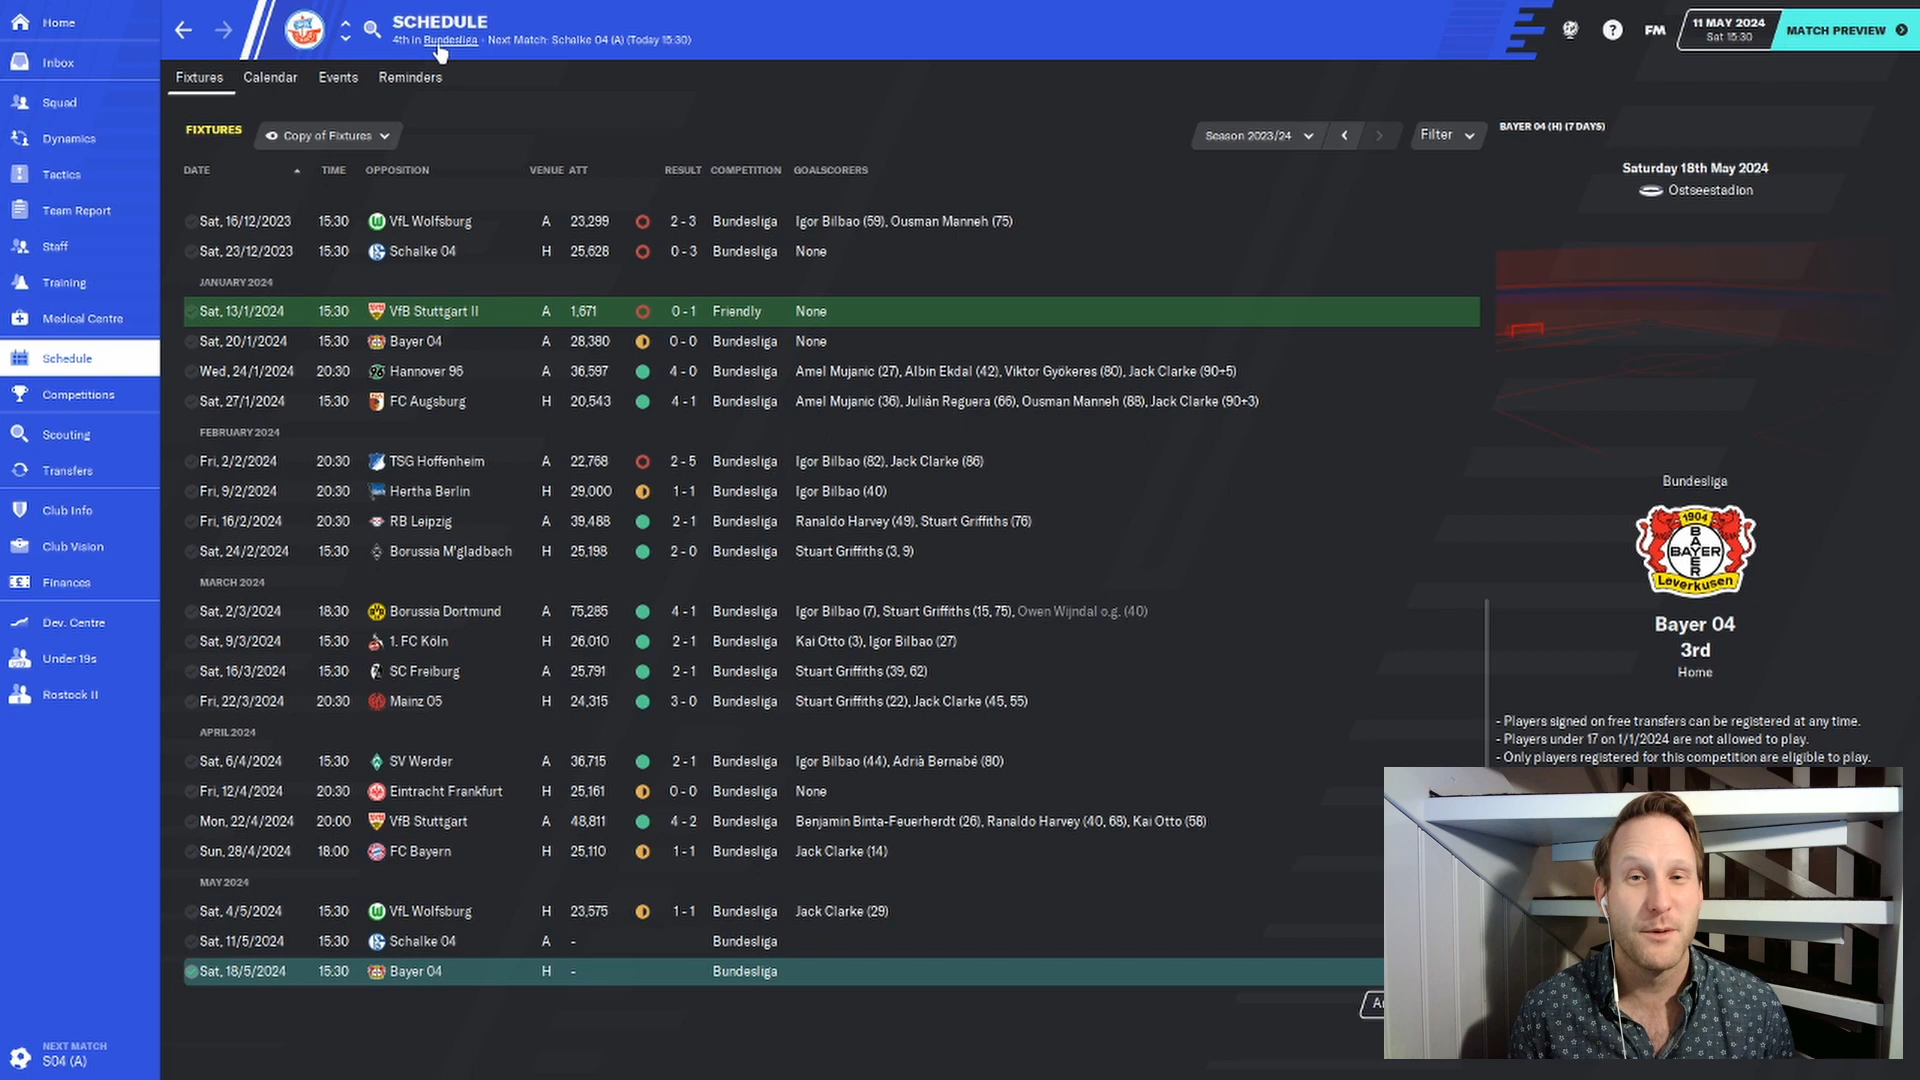 Home
Inbox
Squad
Dynamics
Tactics
Team Report
Staff
Training
Medical Centre
Schedule
Competitions
Scouting
Transfers
Club Info
Club Vision
Finances
Dev. Centre
Under 19s
Rostock II
NEXT MATCH
S04 (A)
SCHEDULE
4th in Bundesliga - Next Match: Schalke 04 (A) (Today 15:30)
FM
11 MAY 2024
Sat 15:30
MATCH PREVIEW
Fixtures Calendar Events Reminders
FIXTURES Copy of Fixtures Season 2023/24 Filter
DATE TIME OPPOSITION VENUE ATT RESULT COMPETITION GOALSCORERS
Sat, 16/12/2023 15:30 VfL Wolfsburg A 23,299 2 - 3 Bundesliga Igor Bilbao (59), Ousman Manneh (75)
Sat, 23/12/2023 15:30 Schalke 04 H 25,628 0 - 3 Bundesliga None
JANUARY 2024
Sat, 13/1/2024 15:30 VfB Stuttgart II A 1,671 0 - 1 Friendly None
Sat, 20/1/2024 15:30 Bayer 04 A 28,380 0 - 0 Bundesliga None
Wed, 24/1/2024 20:30 Hannover 96 A 36,597 4 - 0 Bundesliga Amel Mujanic (27), Albin Ekdal (42), Viktor Gyökeres (80), Jack Clarke (90+5)
Sat, 27/1/2024 15:30 FC Augsburg H 20,543 4 - 1 Bundesliga Amel Mujanic (36), Julián Reguera (66), Ousman Manneh (88), Jack Clarke (90+3)
FEBRUARY 2024
Fri, 2/2/2024 20:30 TSG Hoffenheim A 22,768 2 - 5 Bundesliga Igor Bilbao (82), Jack Clarke (86)
Fri, 9/2/2024 20:30 Hertha Berlin H 29,000 1 - 1 Bundesliga Igor Bilbao (40)
Fri, 16/2/2024 20:30 RB Leipzig A 39,488 2 - 1 Bundesliga Ranaldo Harvey (49), Stuart Griffiths (76)
Sat, 24/2/2024 15:30 Borussia M'gladbach H 25,198 2 - 0 Bundesliga Stuart Griffiths (3, 9)
MARCH 2024
Sat, 2/3/2024 18:30 Borussia Dortmund A 75,285 4 - 1 Bundesliga Igor Bilbao (7), Stuart Griffiths (15, 75), Owen Wijndal o.g. (40)
Sat, 9/3/2024 15:30 1. FC Köln H 26,010 2 - 1 Bundesliga Kai Otto (3), Igor Bilbao (27)
Sat, 16/3/2024 15:30 SC Freiburg A 25,791 2 - 1 Bundesliga Stuart Griffiths (39, 62)
Fri, 22/3/2024 20:30 Mainz 05 H 24,315 3 - 0 Bundesliga Stuart Griffiths (22), Jack Clarke (45, 55)
APRIL 2024
Sat, 6/4/2024 15:30 SV Werder A 36,715 2 - 1 Bundesliga Igor Bilbao (44), Adrià Bernabé (80)
Fri, 12/4/2024 20:30 Eintracht Frankfurt H 25,161 0 - 0 Bundesliga None
Mon, 22/4/2024 20:00 VfB Stuttgart A 48,811 4 - 2 Bundesliga Benjamin Binta-Feuerherdt (26), Ranaldo Harvey (40, 68), Kai Otto (58)
Sun, 28/4/2024 18:00 FC Bayern H 25,110 1 - 1 Bundesliga Jack Clarke (14)
MAY 2024
Sat, 4/5/2024 15:30 VfL Wolfsburg H 23,575 1 - 1 Bundesliga Jack Clarke (29)
Sat, 11/5/2024 15:30 Schalke 04 A - Bundesliga
Sat, 18/5/2024 15:30 Bayer 04 H - Bundesliga
BAYER 04 (H) (7 DAYS)
Saturday 18th May 2024
Ostseestadion
Bundesliga
1904
BAYER
BAYER
Leverkusen
Bayer 04
3rd
Home
- Players signed on free transfers can be registered at any time.
- Players under 17 on 1/1/2024 are not allowed to play.
- Only players registered for this competition are eligible to play.